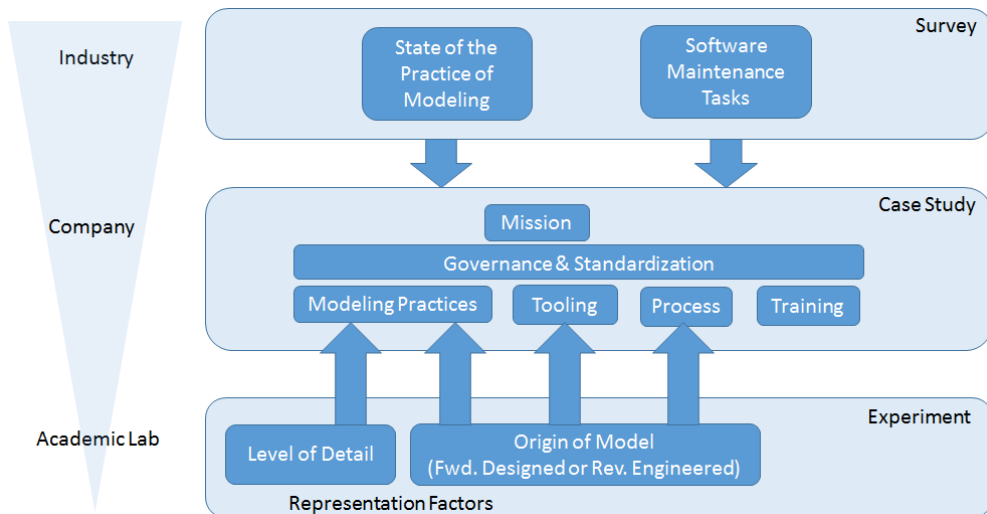 Survey
Industry
State of the
Practice of
Modeling
Software
Maintenance
Tasks
Case Study
Company
Mission
Governance & Standardization
Modeling Practices
Tooling
Process
Training
Experiment
Academic Lab
Level of Detail
Origin of Model
(Fwd. Designed or Rev. Engineered)
Representation Factors